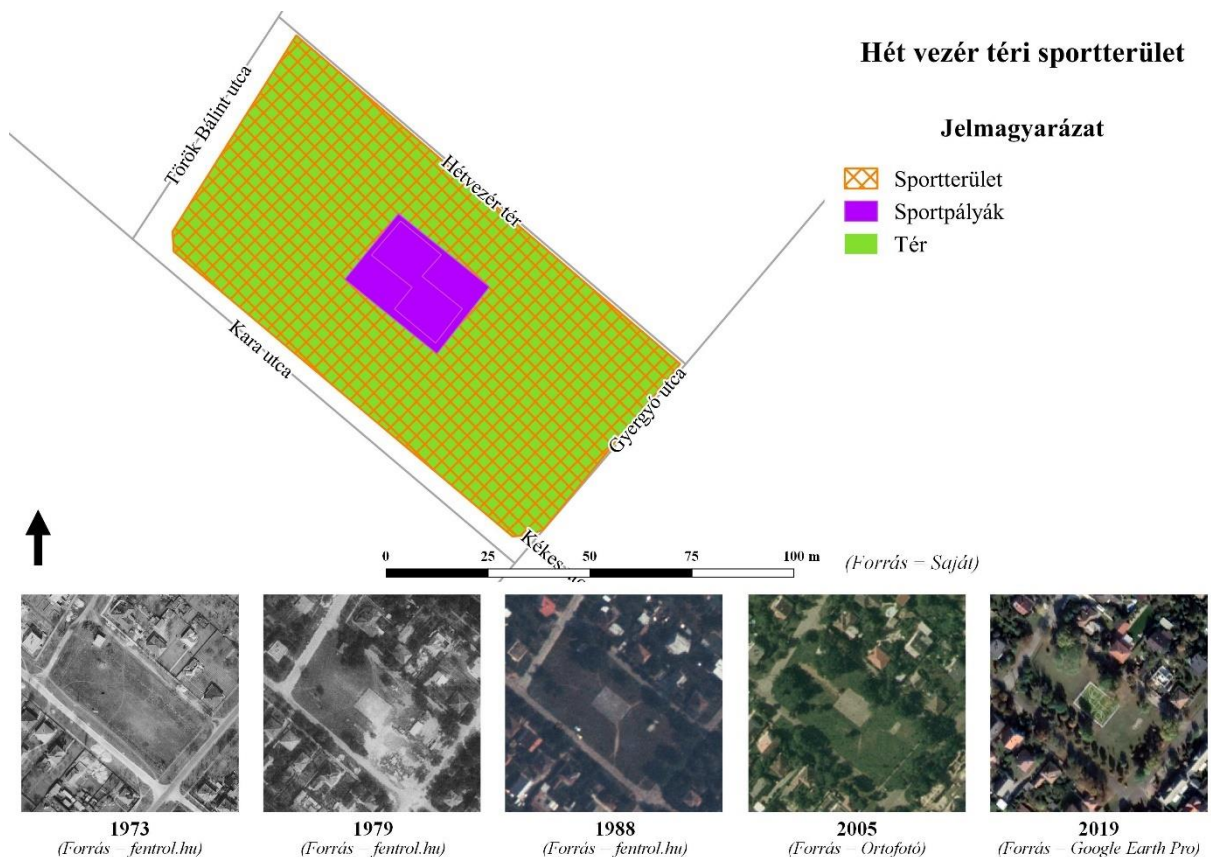 Hét vezér téri sportterület
Jelmagyarázat
Sportterület
Sportpályák
Tér
Török Bálint utca
Hétvezér tér
Kara utca
Gyergyó utca
0 25 50 75 100 m
(Forrás = Saját)
1973
(Forrás – fentrol.hu)
1979
(Forrás – fentrol.hu)
1988
(Forrás – fentrol.hu)
2005
(Forrás – Ortofotó)
2019
(Forrás – Google Earth Pro)